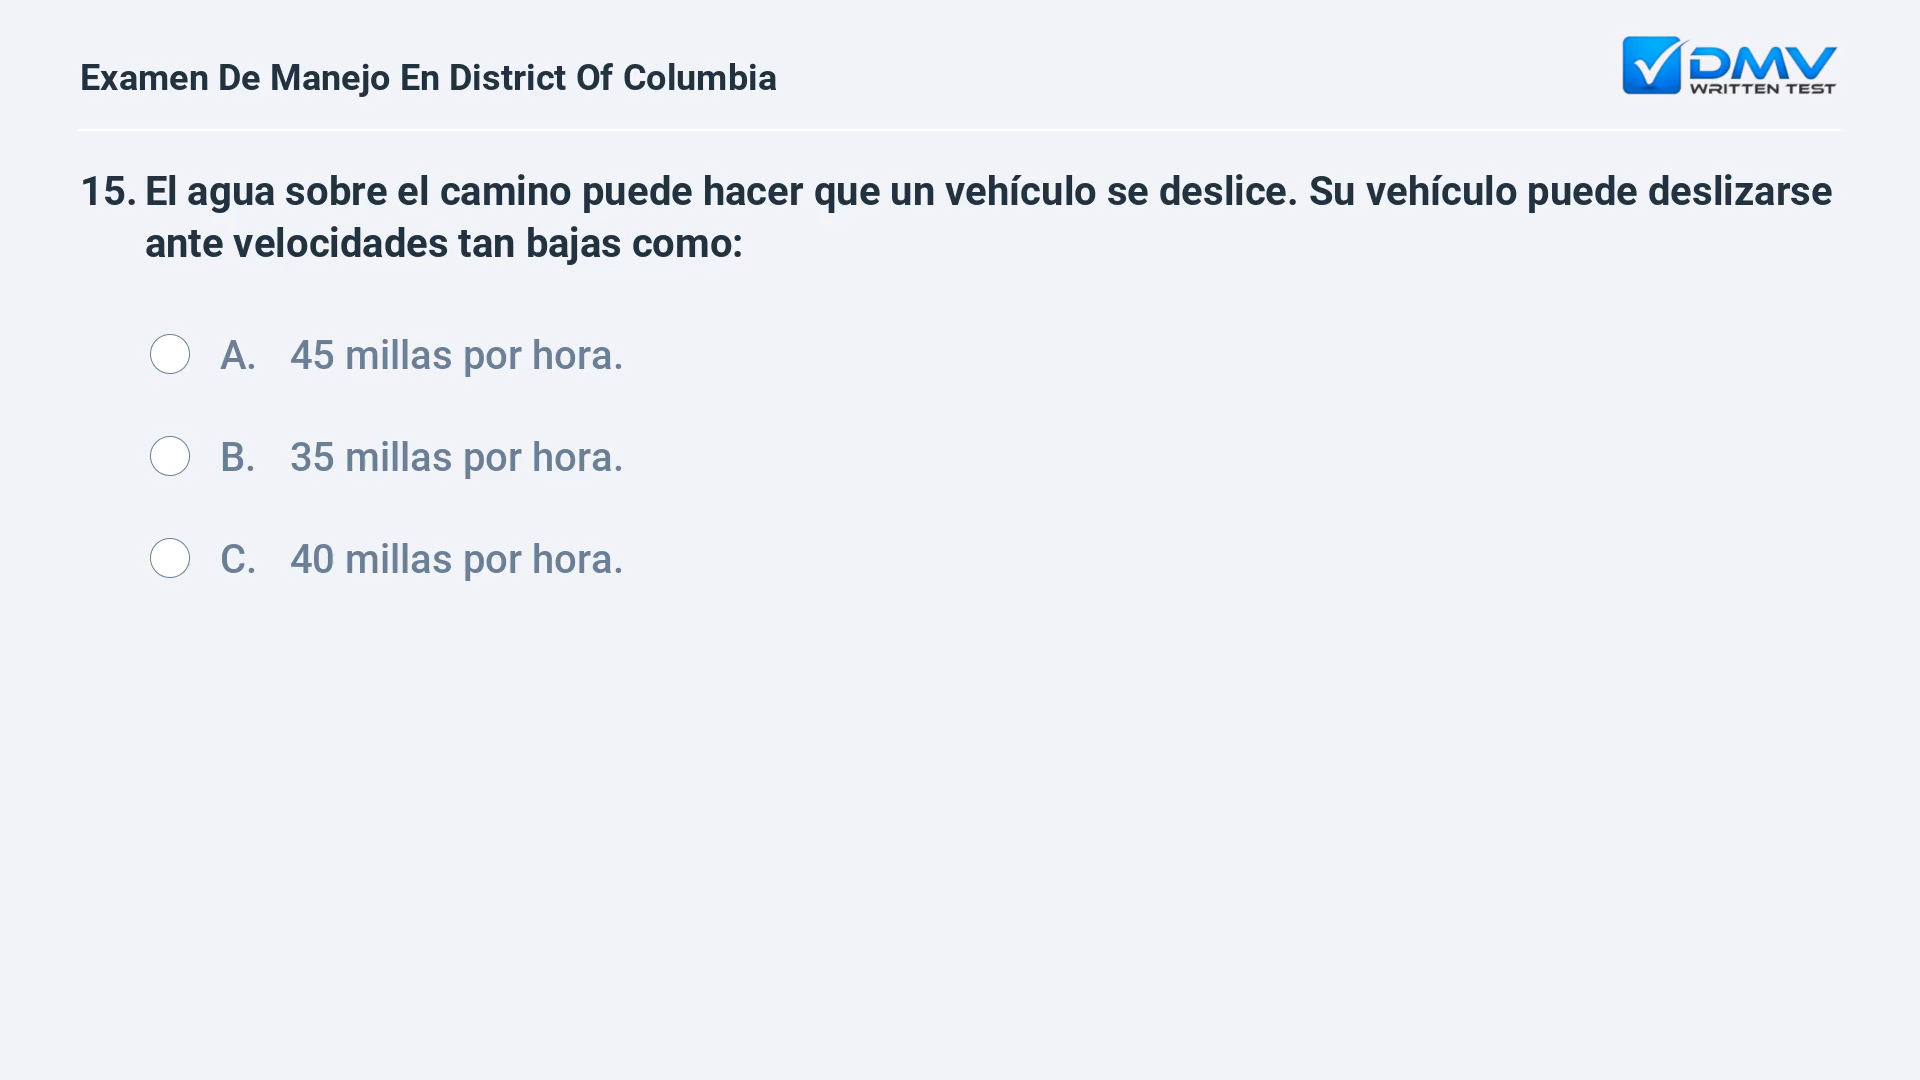 Examen De Manejo En District Of Columbia
DMV
WRITTEN TEST
15. El agua sobre el camino puede hacer que un vehículo se deslice. Su vehículo puede deslizarse
ante velocidades tan bajas como:
A. 45 millas por hora.
B. 35 millas por hora.
C. 40 millas por hora.